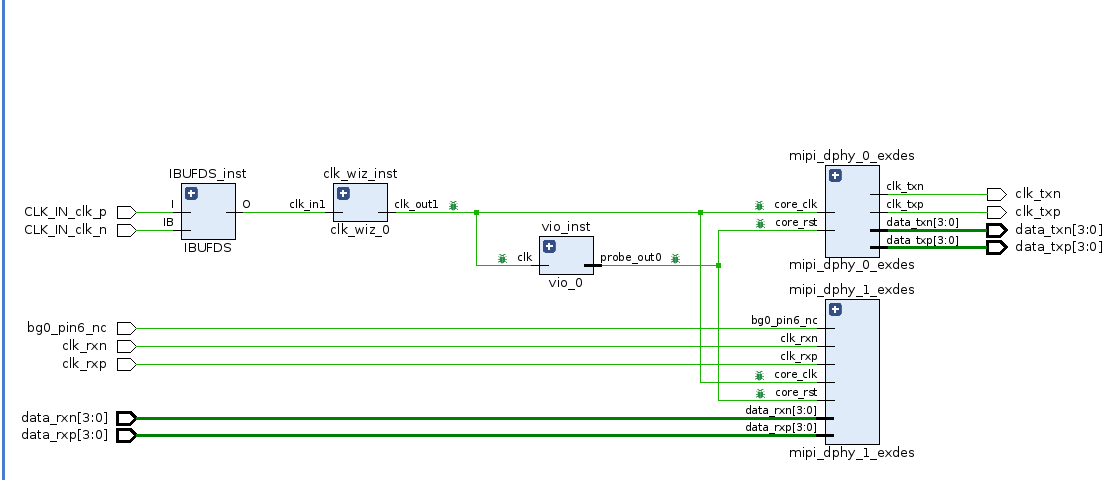 mipi_dphy_0_exdes
IBUFDS_inst
clk_wiz_inst
clk_txn
clk_txn
I
O
clk_in1
clk_out1
core_clk
clk_txp
clk_txp
CLK_IN_clk_p
IB
core_rst
data_txn[3:0]
data_txn[3:0]
CLK_IN_clk_n
clk_wiz_0
vio_inst
data_txp[3:0]
data_txp[3:0]
IBUFDS
clk
probe_out0
mipi_dphy_0_exdes
vio_0
mipi_dphy_1_exdes
bg0_pin6_nc
bg0_pin6_nc
clk_rxn
clk_rxn
clk_rxp
clk_rxp
core_clk
core_rst
data_rxn[3:0]
data_rxn[3:0]
data_rxp[3:0]
data_rxp[3:0]
mipi_dphy_1_exdes